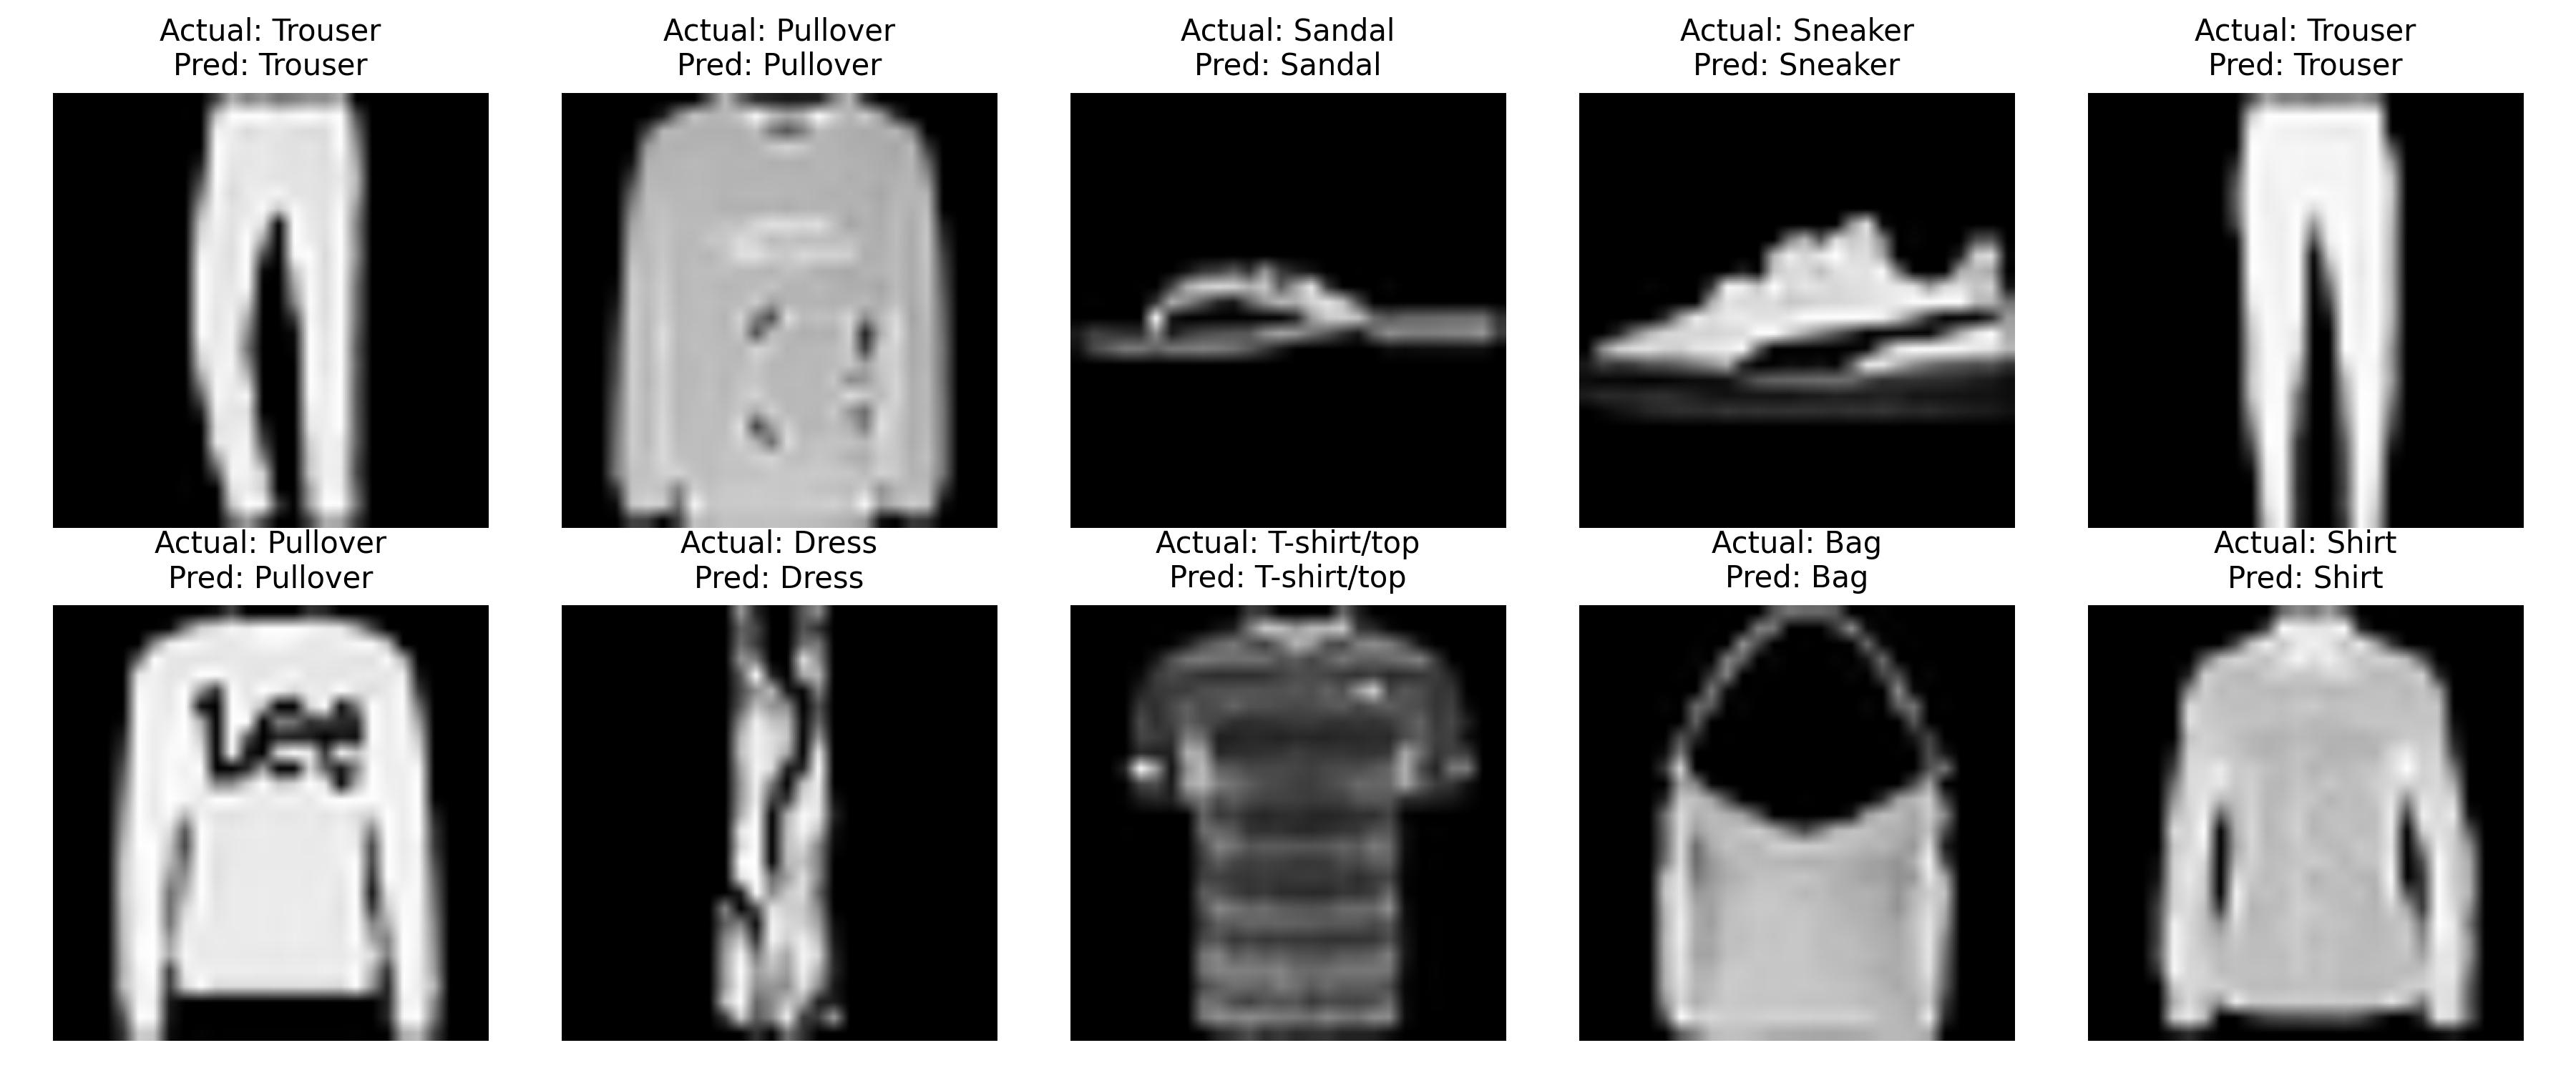 Actual: Trouser
Pred: Trouser
Actual: Pullover
Pred: Pullover
Actual: Sandal
Pred: Sandal
Actual: Sneaker
Pred: Sneaker
Actual: Trouser
Pred: Trouser
Actual: Pullover
Pred: Pullover
Lee
Actual: Dress
Pred: Dress
Actual: T-shirt/top
Pred: T-shirt/top
Actual: Bag
Pred: Bag
Actual: Shirt
Pred: Shirt